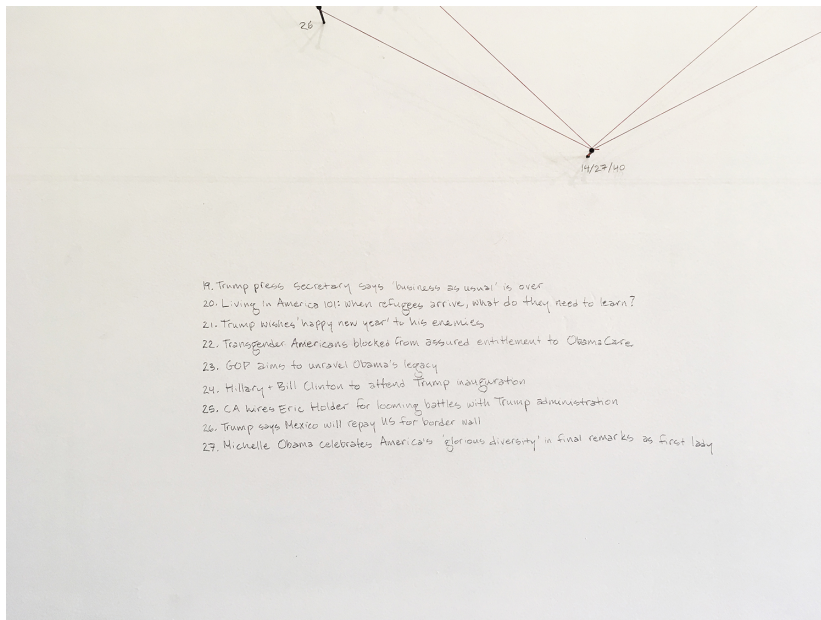 26
14/27/40
19. Trump press secretary says 'business as usual' is over
20. Living in America 101: when refugees arrive, what do they need to learn?
21. Trump wishes 'happy new year' to his enemies
22. Transgender Americans blocked from assured entitlement to ObamaCare
23. GOP aims to unravel Obama's legacy
24. Hillary + Bill Clinton to attend Trump inauguration
25. CA hires Eric Holder for looming battles with Trump administration
26. Trump says Mexico will repay US for border wall
27. Michelle Obama celebrates America's 'glorious diversity' in final remarks as first lady